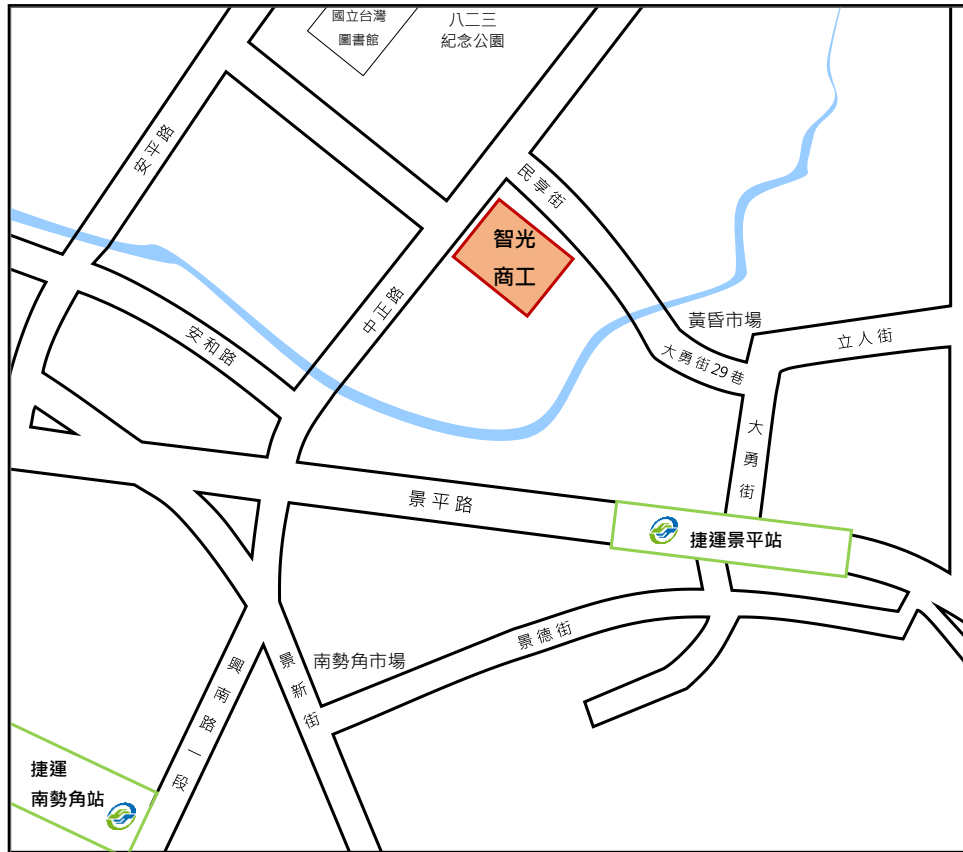 國立台灣
圖書館
八二三
紀念公園
安平路
民享街
智光
商工
中正路
黃昏市場
立人街
安和路
大勇街29巷
大勇街
景平路
捷運景平站
景德街
南勢角市場
景新街
興南路一段
捷運
南勢角站